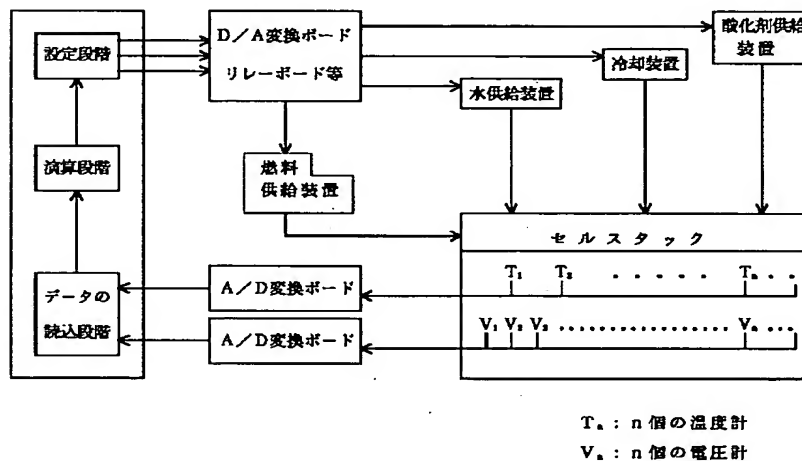 設定段階
演算段階
データの
読込段階
D/A変換ボード
リレーボード等
燃料
供給装置
水供給装置
冷却装置
酸化剤供給
装置
セルスタック
T₁ T₂ ・・・・・ Tₙ・・・
V₁ V₂ V₃ ................. Vₙ....
A/D変換ボード
A/D変換ボード
Tₙ:n個の温度計
Vₙ:n個の電圧計